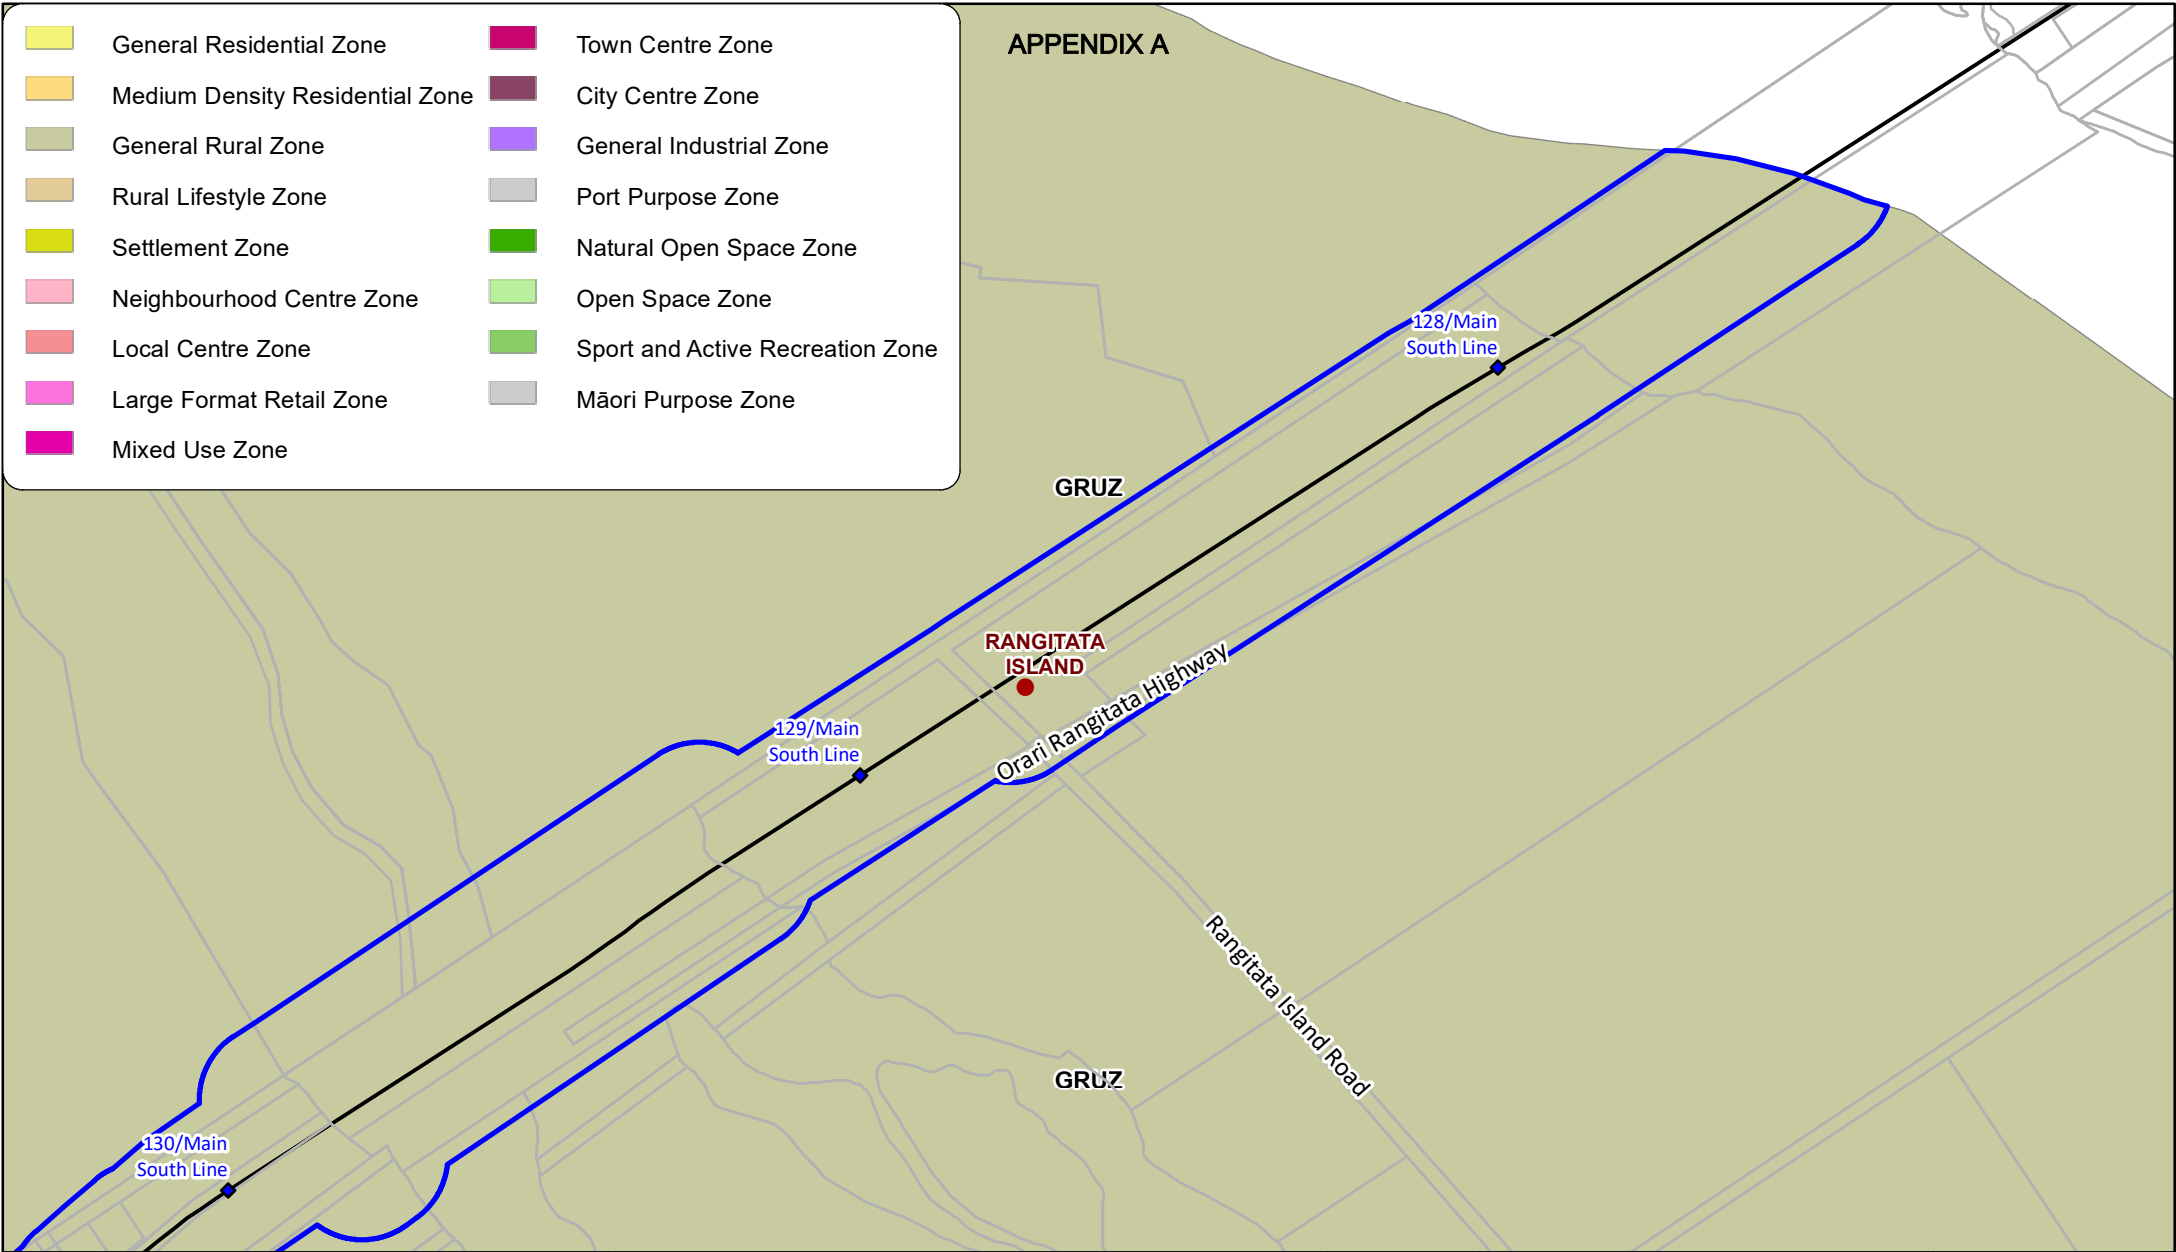 APPENDIX A
General Residential Zone
Medium Density Residential Zone
General Rural Zone
Rural Lifestyle Zone
Settlement Zone
Neighbourhood Centre Zone
Local Centre Zone
Large Format Retail Zone
Mixed Use Zone
Town Centre Zone
City Centre Zone
General Industrial Zone
Port Purpose Zone
Natural Open Space Zone
Open Space Zone
Sport and Active Recreation Zone
Māori Purpose Zone
128/Main
South Line
GRUZ
RANGITATA
ISLAND
Orari Rangitata Highway
129/Main
South Line
Rangitata Island Road
GRUZ
130/Main
South Line